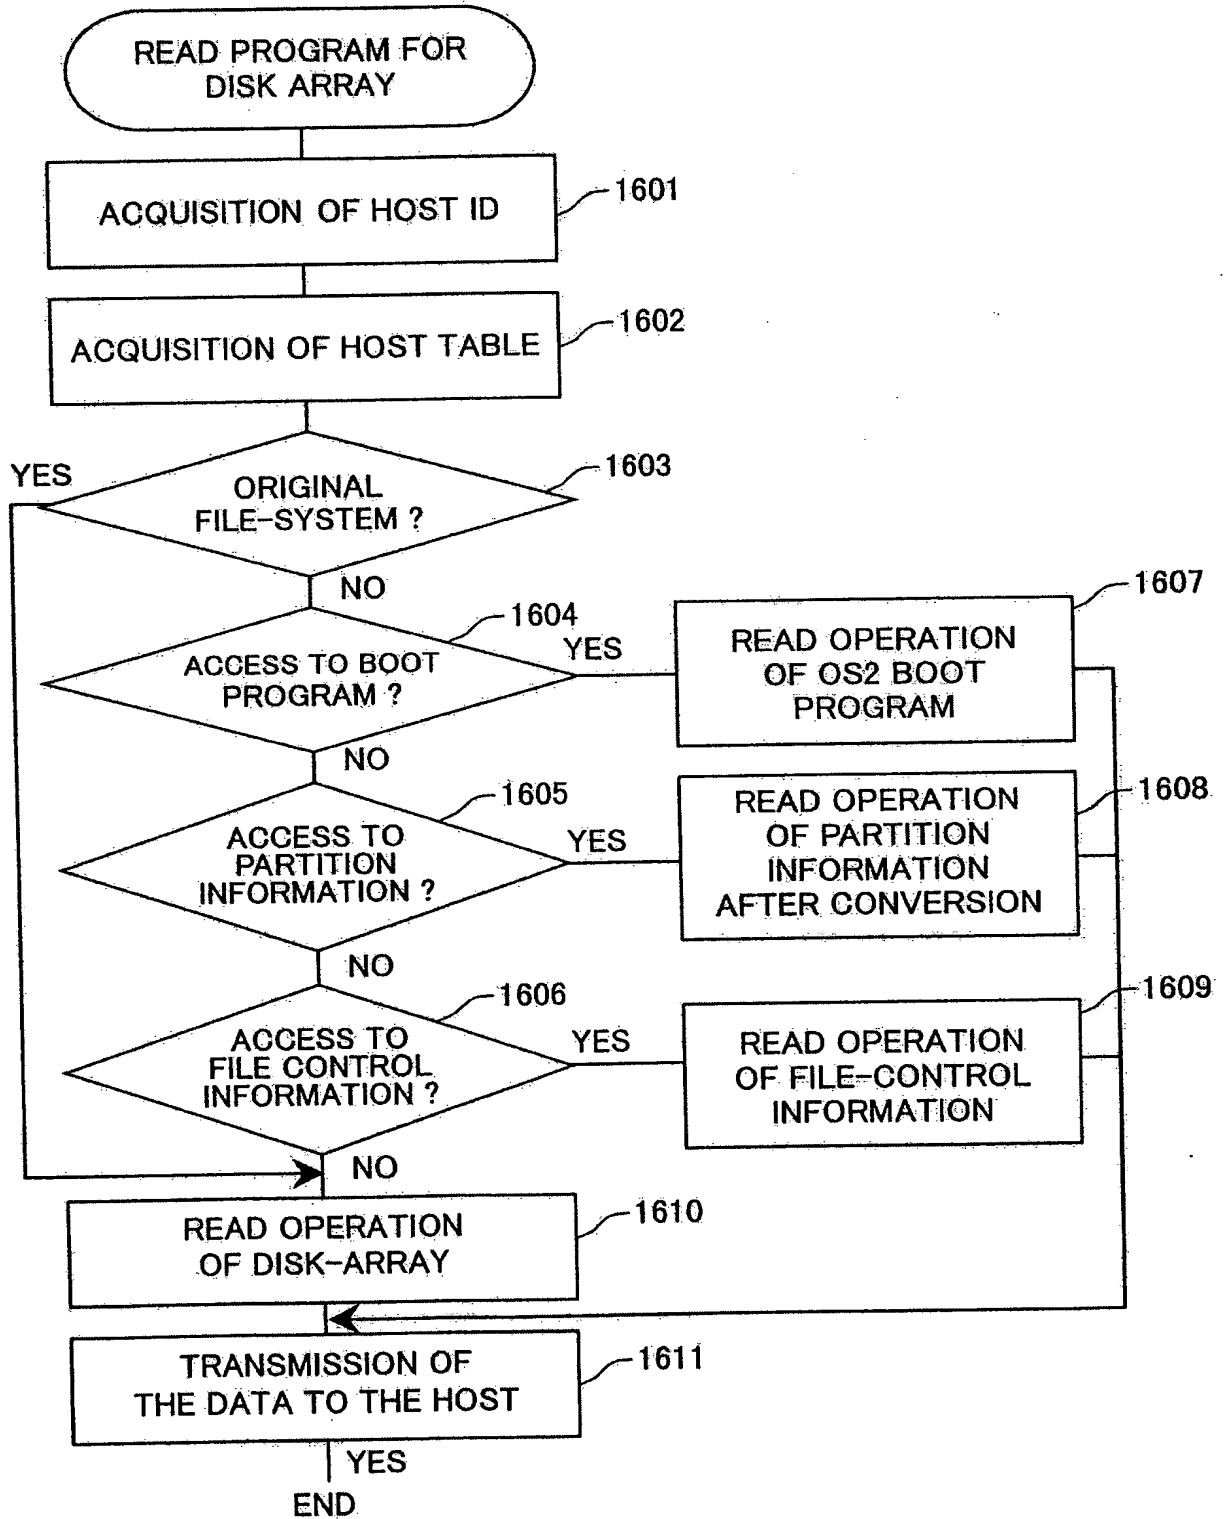 READ PROGRAM FOR
DISK ARRAY
ACQUISITION OF HOST ID
1601
ACQUISITION OF HOST TABLE
1602
YES
ORIGINAL
FILE-SYSTEM ?
1603
NO
1604
ACCESS TO BOOT
PROGRAM ?
YES
1607
READ OPERATION
OF OS2 BOOT
PROGRAM
NO
1605
ACCESS TO
PARTITION
INFORMATION ?
YES
1608
READ OPERATION
OF PARTITION
INFORMATION
AFTER CONVERSION
NO
1606
ACCESS TO
FILE CONTROL
INFORMATION ?
YES
1609
READ OPERATION
OF FILE-CONTROL
INFORMATION
NO
READ OPERATION
OF DISK-ARRAY
1610
TRANSMISSION OF
THE DATA TO THE HOST
1611
YES
END